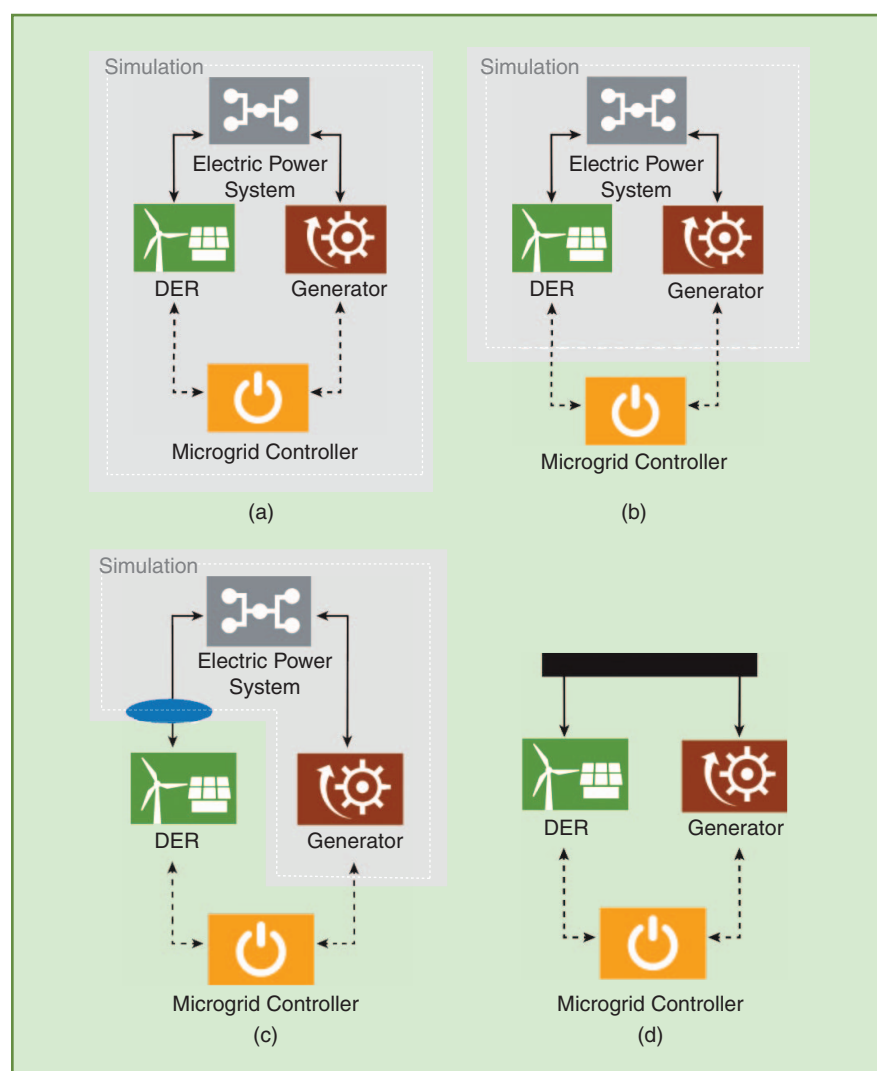 Simulation
Electric Power
System
DER
Generator
Microgrid Controller
(a)
Simulation
Electric Power
System
DER
Generator
Microgrid Controller
(b)
Simulation
Electric Power
System
DER
Generator
Microgrid Controller
(c)
DER
Generator
Microgrid Controller
(d)